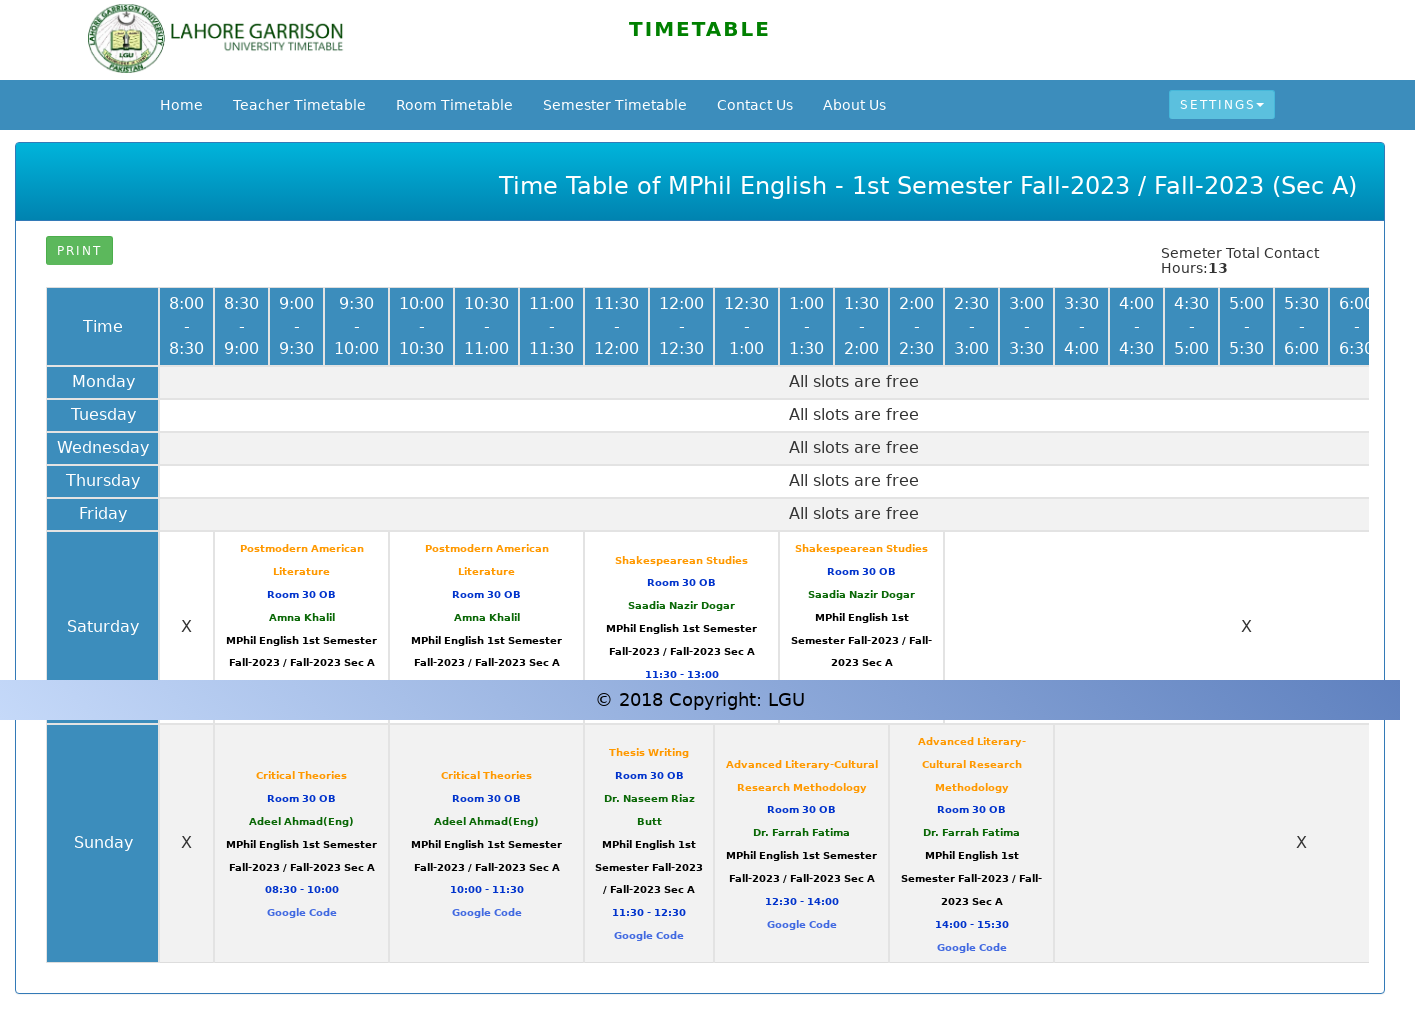 LAHORE GARRISON
UNIVERSITY TIMETABLE
TIMETABLE
Home
Teacher Timetable
Room Timetable
Semester Timetable
Contact Us
About Us
SETTINGS
Time Table of MPhil English - 1st Semester Fall-2023 / Fall-2023 (Sec A)
PRINT
Semeter Total Contact
Hours:13
Time
8:00
-
8:30
8:30
-
9:00
9:00
-
9:30
9:30
-
10:00
10:00
-
10:30
10:30
-
11:00
11:00
-
11:30
11:30
-
12:00
12:00
-
12:30
12:30
-
1:00
1:00
-
1:30
1:30
-
2:00
2:00
-
2:30
2:30
-
3:00
3:00
-
3:30
3:30
-
4:00
4:00
-
4:30
4:30
-
5:00
5:00
-
5:30
5:30
-
6:00
6:00
-
6:30
Monday
All slots are free
Tuesday
All slots are free
Wednesday
All slots are free
Thursday
All slots are free
Friday
All slots are free
Saturday
X
Postmodern American
Literature
Room 30 OB
Amna Khalil
MPhil English 1st Semester
Fall-2023 / Fall-2023 Sec A
Postmodern American
Literature
Room 30 OB
Amna Khalil
MPhil English 1st Semester
Fall-2023 / Fall-2023 Sec A
Shakespearean Studies
Room 30 OB
Saadia Nazir Dogar
MPhil English 1st Semester
Fall-2023 / Fall-2023 Sec A
11:30 - 13:00
Shakespearean Studies
Room 30 OB
Saadia Nazir Dogar
MPhil English 1st
Semester Fall-2023 / Fall-
2023 Sec A
X
© 2018 Copyright: LGU
Sunday
X
Critical Theories
Room 30 OB
Adeel Ahmad(Eng)
MPhil English 1st Semester
Fall-2023 / Fall-2023 Sec A
08:30 - 10:00
Google Code
Critical Theories
Room 30 OB
Adeel Ahmad(Eng)
MPhil English 1st Semester
Fall-2023 / Fall-2023 Sec A
10:00 - 11:30
Google Code
Thesis Writing
Room 30 OB
Dr. Naseem Riaz
Butt
MPhil English 1st
Semester Fall-2023
/ Fall-2023 Sec A
11:30 - 12:30
Google Code
Advanced Literary-Cultural
Research Methodology
Room 30 OB
Dr. Farrah Fatima
MPhil English 1st Semester
Fall-2023 / Fall-2023 Sec A
12:30 - 14:00
Google Code
Advanced Literary-
Cultural Research
Methodology
Room 30 OB
Dr. Farrah Fatima
MPhil English 1st
Semester Fall-2023 / Fall-
2023 Sec A
14:00 - 15:30
Google Code
X